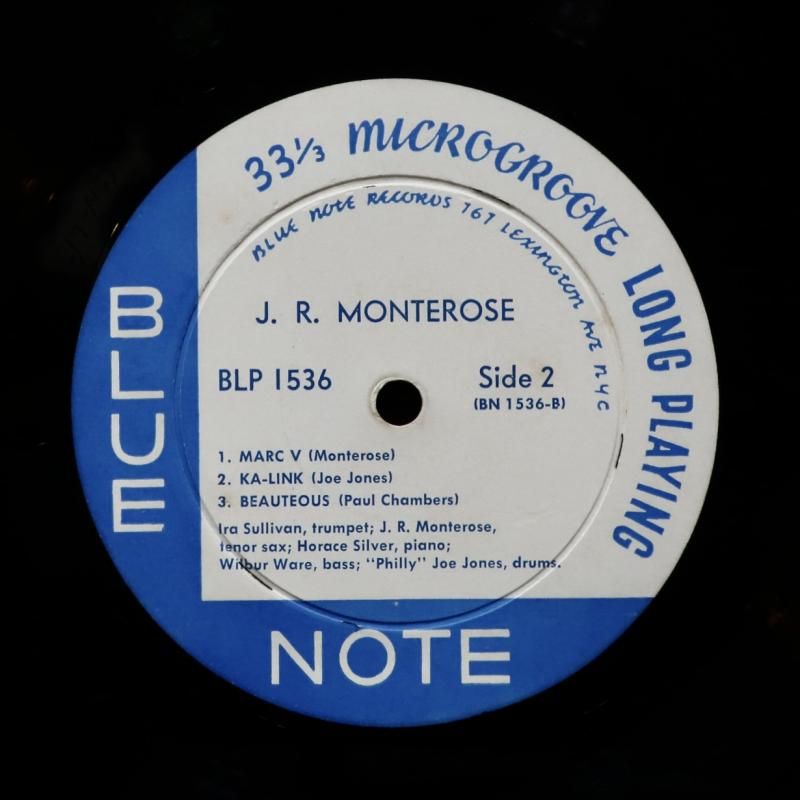 33⅓ MICROGROOVE LONG PLAYING
BLUE NOTE RECORDS 767 LEXINGTON AVE NYC
BLUE
J. R. MONTEROSE
BLP 1536 Side 2
(BN 1536-B)
1. MARC V (Monterose)
2. KA-LINK (Joe Jones)
3. BEAUTEOUS (Paul Chambers)
Ira Sullivan, trumpet; J. R. Monterose,
tenor sax; Horace Silver, piano;
Wilbur Ware, bass; "Philly" Joe Jones, drums.
NOTE